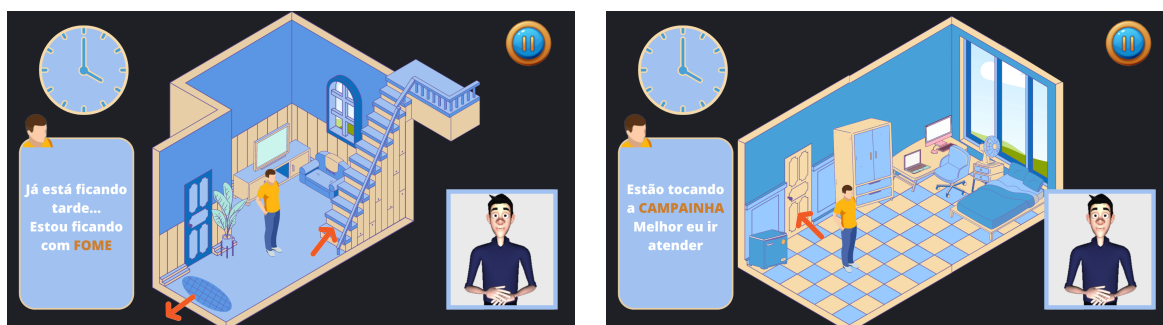 Já está ficando
tarde...
Estou ficando
com FOME
Estão tocando
a CAMPAINHA
Melhor eu ir
atender